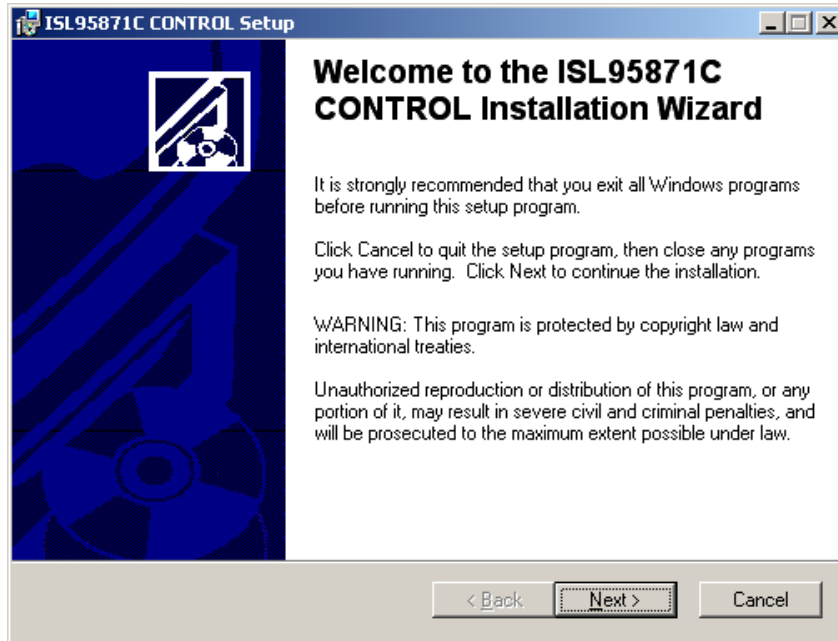 ISL95871C CONTROL Setup
Welcome to the ISL95871C
CONTROL Installation Wizard
It is strongly recommended that you exit all Windows programs
before running this setup program.
Click Cancel to quit the setup program, then close any programs
you have running.  Click Next to continue the installation.
WARNING: This program is protected by copyright law and
international treaties.
Unauthorized reproduction or distribution of this program, or any
portion of it, may result in severe civil and criminal penalties, and
will be prosecuted to the maximum extent possible under law.
< Back
Next >
Cancel